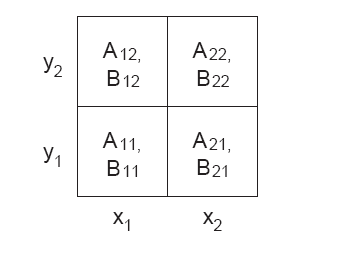 y2
A12, A22,
B12 B22
y1
A11, A21,
B11 B21
x1 x2